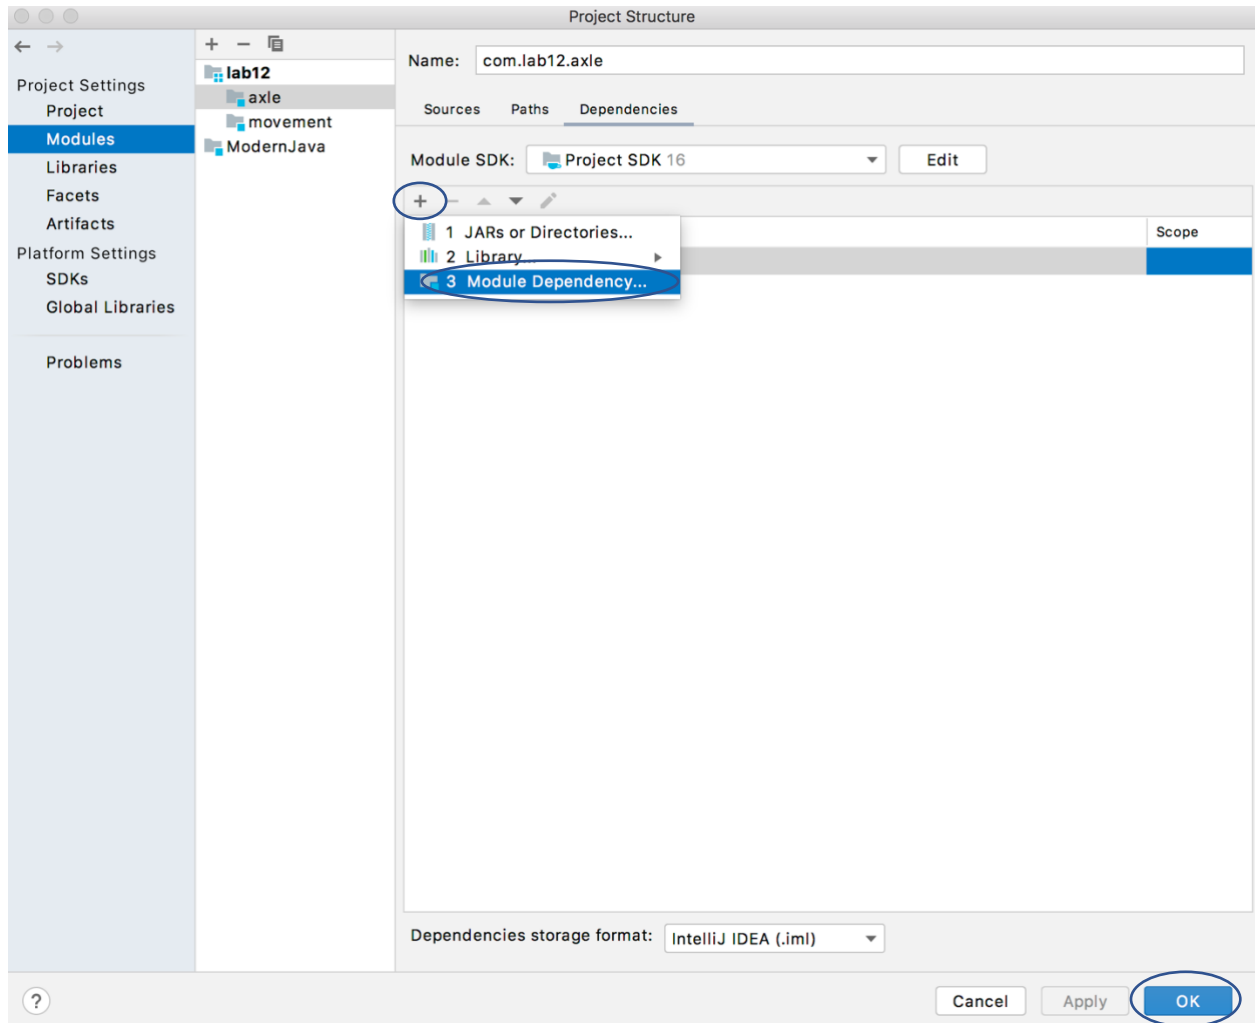 Project Structure
Project Settings
Project
Modules
Libraries
Facets
Artifacts
Platform Settings
SDKs
Global Libraries
Problems
lab12
axle
movement
ModernJava
Name: com.lab12.axle
Sources Paths Dependencies
Module SDK: Project SDK 16 Edit
1 JARs or Directories...
2 Library...
3 Module Dependency...
Scope
Dependencies storage format: IntelliJ IDEA (.iml)
? Cancel Apply OK